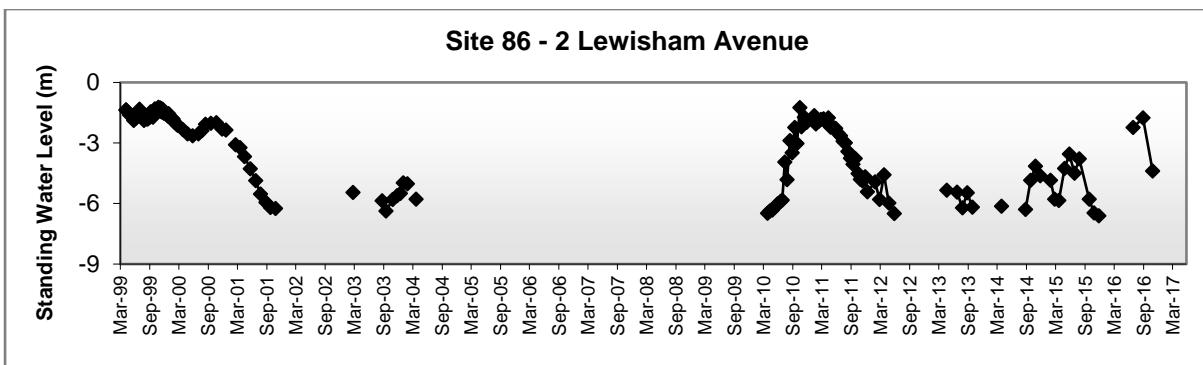 Site 86 - 2 Lewisham Avenue
Standing Water Level (m)
0
-3
-6
-9
Mar-99
Sep-99
Mar-00
Sep-00
Mar-01
Sep-01
Mar-02
Sep-02
Mar-03
Sep-03
Mar-04
Sep-04
Mar-05
Sep-05
Mar-06
Sep-06
Mar-07
Sep-07
Mar-08
Sep-08
Mar-09
Sep-09
Mar-10
Sep-10
Mar-11
Sep-11
Mar-12
Sep-12
Mar-13
Sep-13
Mar-14
Sep-14
Mar-15
Sep-15
Mar-16
Sep-16
Mar-17